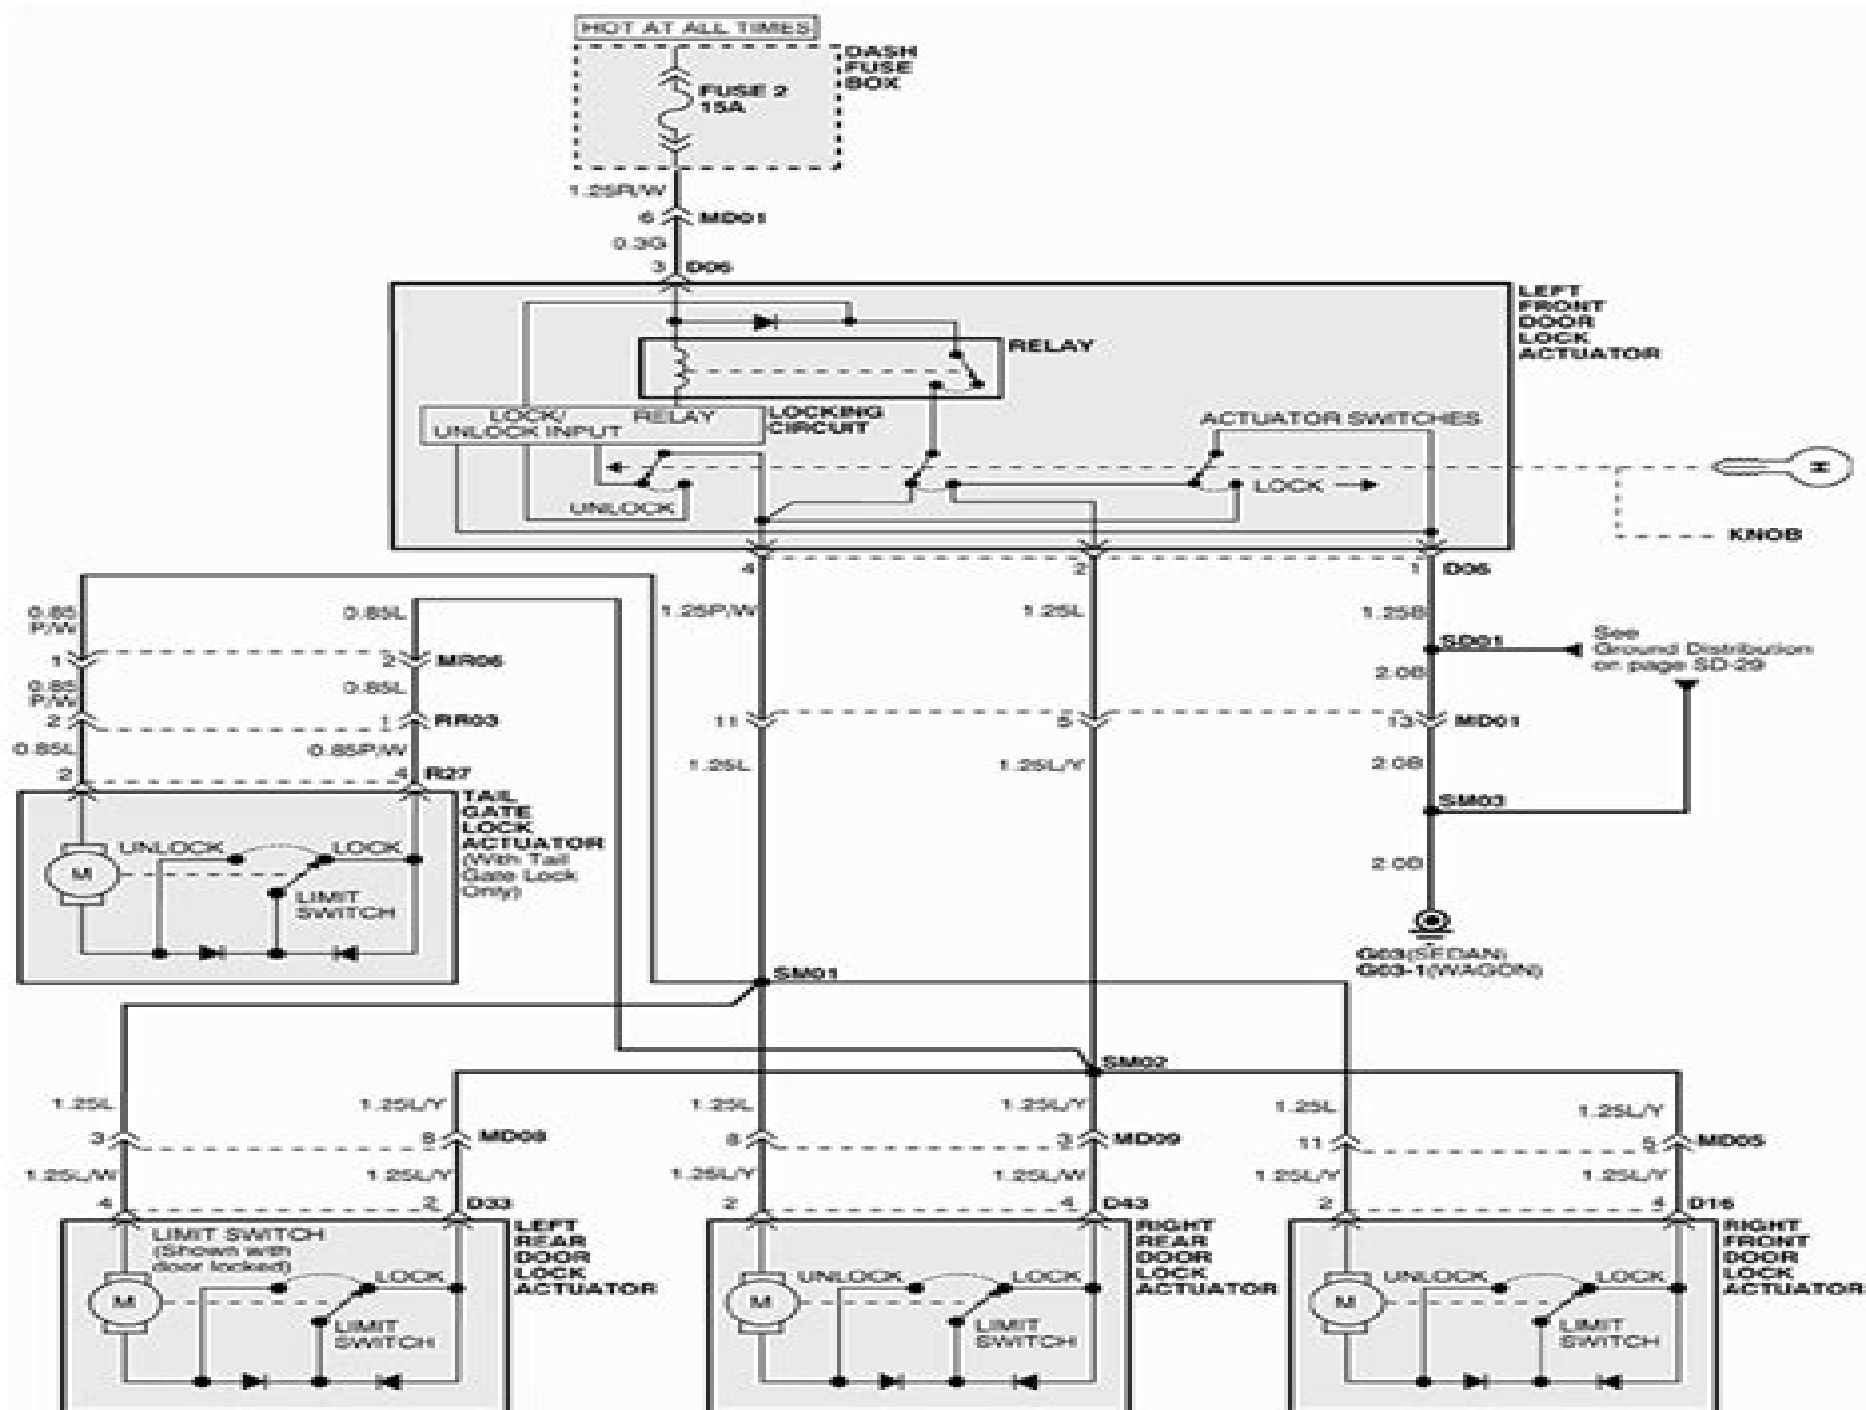 HOT AT ALL TIMES
DASH
FUSE
BOX
FUSE 2
15A
1.25R/W
6 MD01
0.3G
3 D06
LEFT
FRONT
DOOR
LOCK
ACTUATOR
RELAY
LOCK/
UNLOCK INPUT
RELAY
LOCKING
CIRCUIT
ACTUATOR SWITCHES
UNLOCK
LOCK
KNOB
4 2 1 D06
0.85
P/W
0.85L
1.25P/W
1.25L
1.25B
SD01
See
Ground Distribution
on page SD-29
1 2 MR06
0.85
P/W
0.85L
2.0B
2 1 RR03
11 5 13 MD01
0.85L
0.85P/W
1.25L
1.25L/Y
2.0B
2 4 R27
TAIL
GATE
LOCK
ACTUATOR
(With Tail
Gate Lock
Only)
SM03
UNLOCK
LOCK
M
LIMIT
SWITCH
2.0B
G03(SEDAN)
G03-1(WAGON)
SM01
SM02
1.25L
1.25L/Y
1.25L
1.25L/Y
1.25L
1.25L/Y
3 8 MD08
8 3 MD09
11 5 MD05
1.25L/W
1.25L/Y
1.25L/Y
1.25L/W
1.25L/Y
1.25L/Y
4 2 D33
2 4 D43
2 4 D16
LEFT
REAR
DOOR
LOCK
ACTUATOR
LIMIT SWITCH
(Shown with
door locked)
LOCK
M
LIMIT
SWITCH
RIGHT
REAR
DOOR
LOCK
ACTUATOR
UNLOCK
LOCK
M
LIMIT
SWITCH
RIGHT
FRONT
DOOR
LOCK
ACTUATOR
UNLOCK
LOCK
M
LIMIT
SWITCH